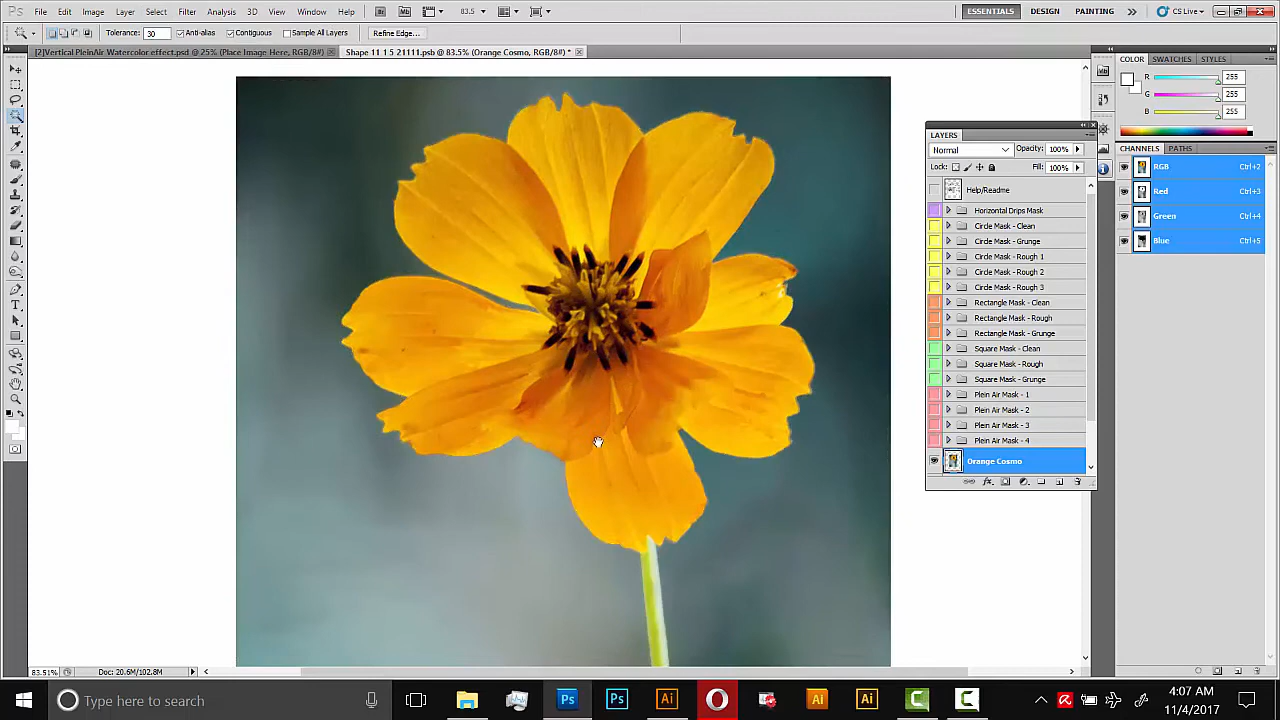 PS File Edit Image Layer Select Filter Analysis 3D View Window Help 83.5 ESSENTIALS DESIGN PAINTING CS Live
Tolerance: 30 Anti-alias Contiguous Sample All Layers Refine Edge...
[2]Vertical PleinAir Watercolor effect.psd @ 25% (Place Image Here, RGB/8#) Shape 11 1 5 21111.psb @ 83.5% (Orange Cosmo, RGB/8#) *
COLOR SWATCHES STYLES
R 255
G 255
B 255
CHANNELS PATHS
RGB Ctrl+2
Red Ctrl+3
Green Ctrl+4
Blue Ctrl+5
LAYERS
Normal Opacity: 100%
Lock: Fill: 100%
Help/Readme
Horizontal Drips Mask
Circle Mask - Clean
Circle Mask - Grunge
Circle Mask - Rough 1
Circle Mask - Rough 2
Circle Mask - Rough 3
Rectangle Mask - Clean
Rectangle Mask - Rough
Rectangle Mask - Grunge
Square Mask - Clean
Square Mask - Rough
Square Mask - Grunge
Plein Air Mask - 1
Plein Air Mask - 2
Plein Air Mask - 3
Plein Air Mask - 4
Orange Cosmo
83.51% Doc: 20.6M/102.8M
Type here to search
4:07 AM
11/4/2017